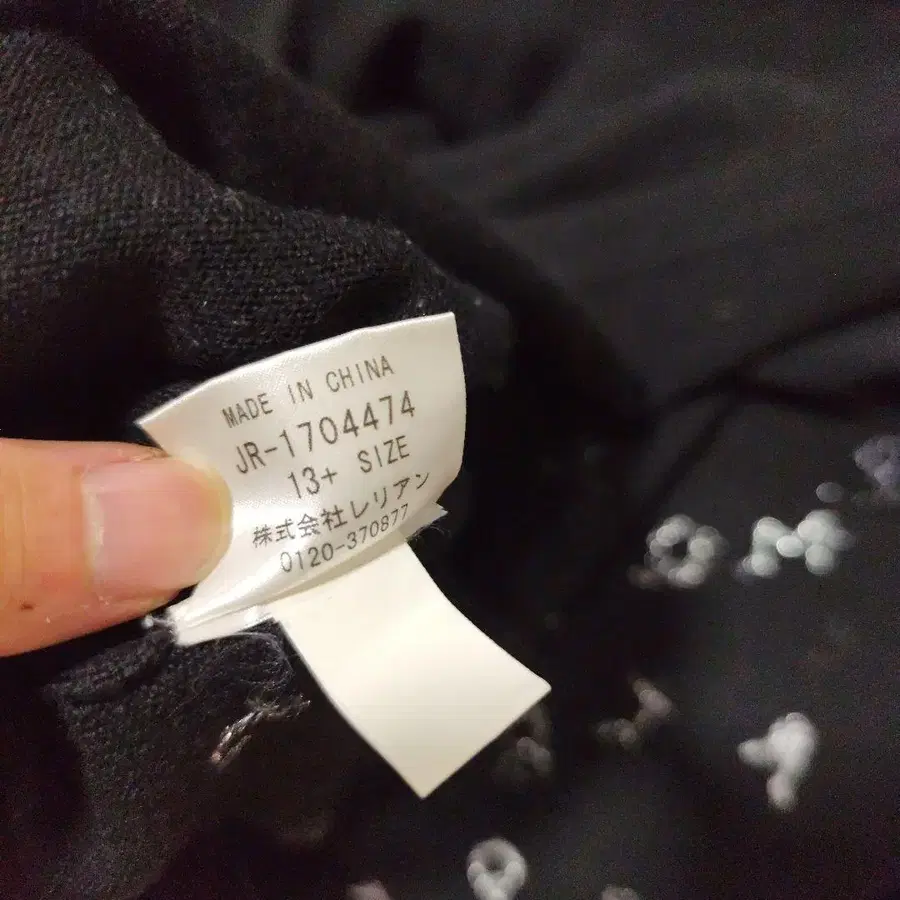 MADE IN CHINA
JR-1704474
13+ SIZE
株式会社レリアン
0120-370877